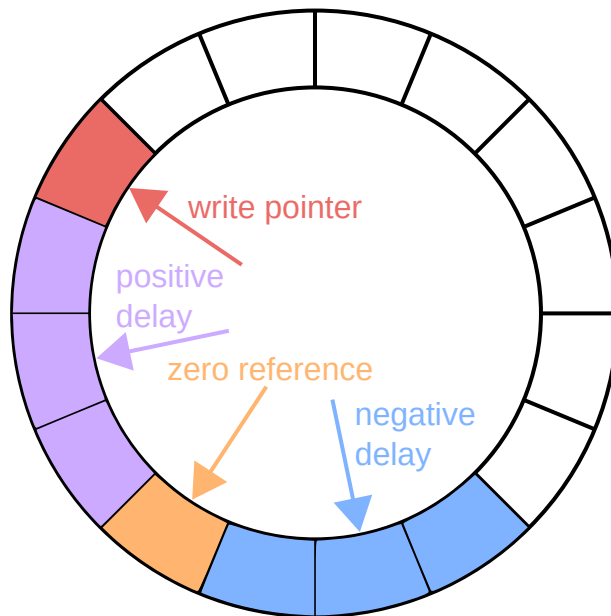 write pointer
positive
delay
zero reference
negative
delay